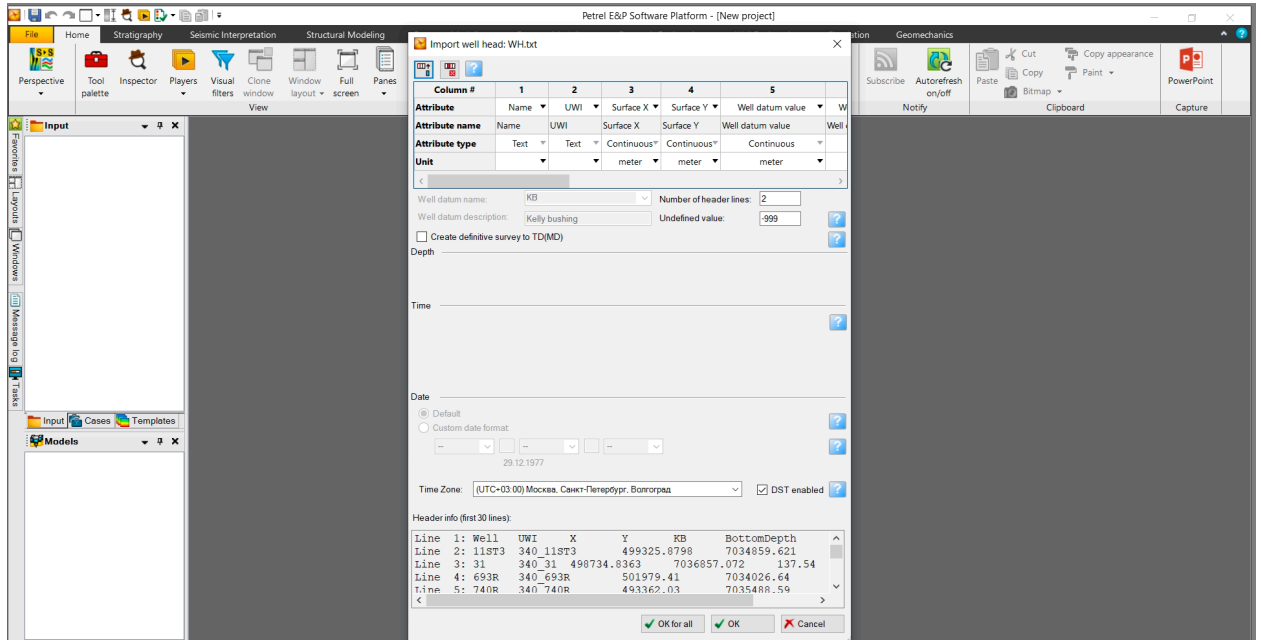 Petrel E&P Software Platform - [New project]
File Home Stratigraphy Seismic Interpretation Structural Modeling ation Geomechanics
Perspective
Tool palette
Inspector
Players
Visual filters
Clone window
Window layout
Full screen
Panes
View
Subscribe
Autorefresh on/off
Notify
Paste
Cut
Copy
Bitmap
Copy appearance
Paint
Clipboard
PowerPoint
Capture
Favorites
Layouts
Windows
Message log
Tasks
Input
Input Cases Templates
Models
Import well head: WH.txt
Column # 1 2 3 4 5
Attribute Name UWI Surface X Surface Y Well datum value W
Attribute name Name UWI Surface X Surface Y Well datum value Well
Attribute type Text Text Continuous Continuous Continuous
Unit meter meter meter
Well datum name: KB Number of header lines: 2
Well datum description: Kelly bushing Undefined value: -999
Create definitive survey to TD(MD)
Depth
Time
Date
Default
Custom date format:
-- -- --
29.12.1977
Time Zone: (UTC+03:00) Москва, Санкт-Петербург, Волгоград DST enabled
Header info (first 30 lines):
Line 1: Well UWI X Y KB BottomDepth
Line 2: 11ST3 340_11ST3 499325.8798 7034859.621
Line 3: 31 340_31 498734.8363 7036857.072 137.54
Line 4: 693R 340_693R 501979.41 7034026.64
Line 5: 740R 340_740R 493362.03 7035488.59
OK for all OK Cancel